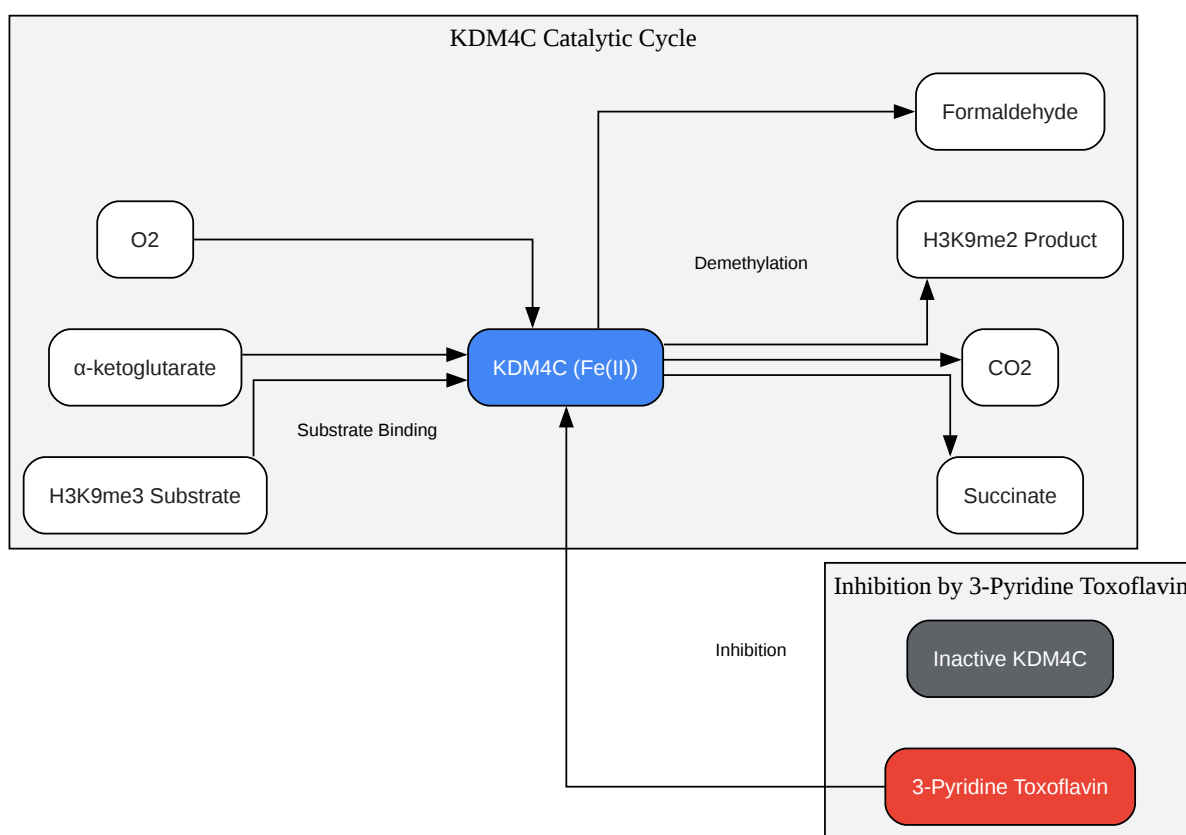 KDM4C Catalytic Cycle
Formaldehyde
O2
H3K9me2 Product
Demethylation
α-ketoglutarate
KDM4C (Fe(II))
CO2
Substrate Binding
H3K9me3 Substrate
Succinate
Inhibition by 3-Pyridine Toxoflavin
Inhibition
Inactive KDM4C
3-Pyridine Toxoflavin